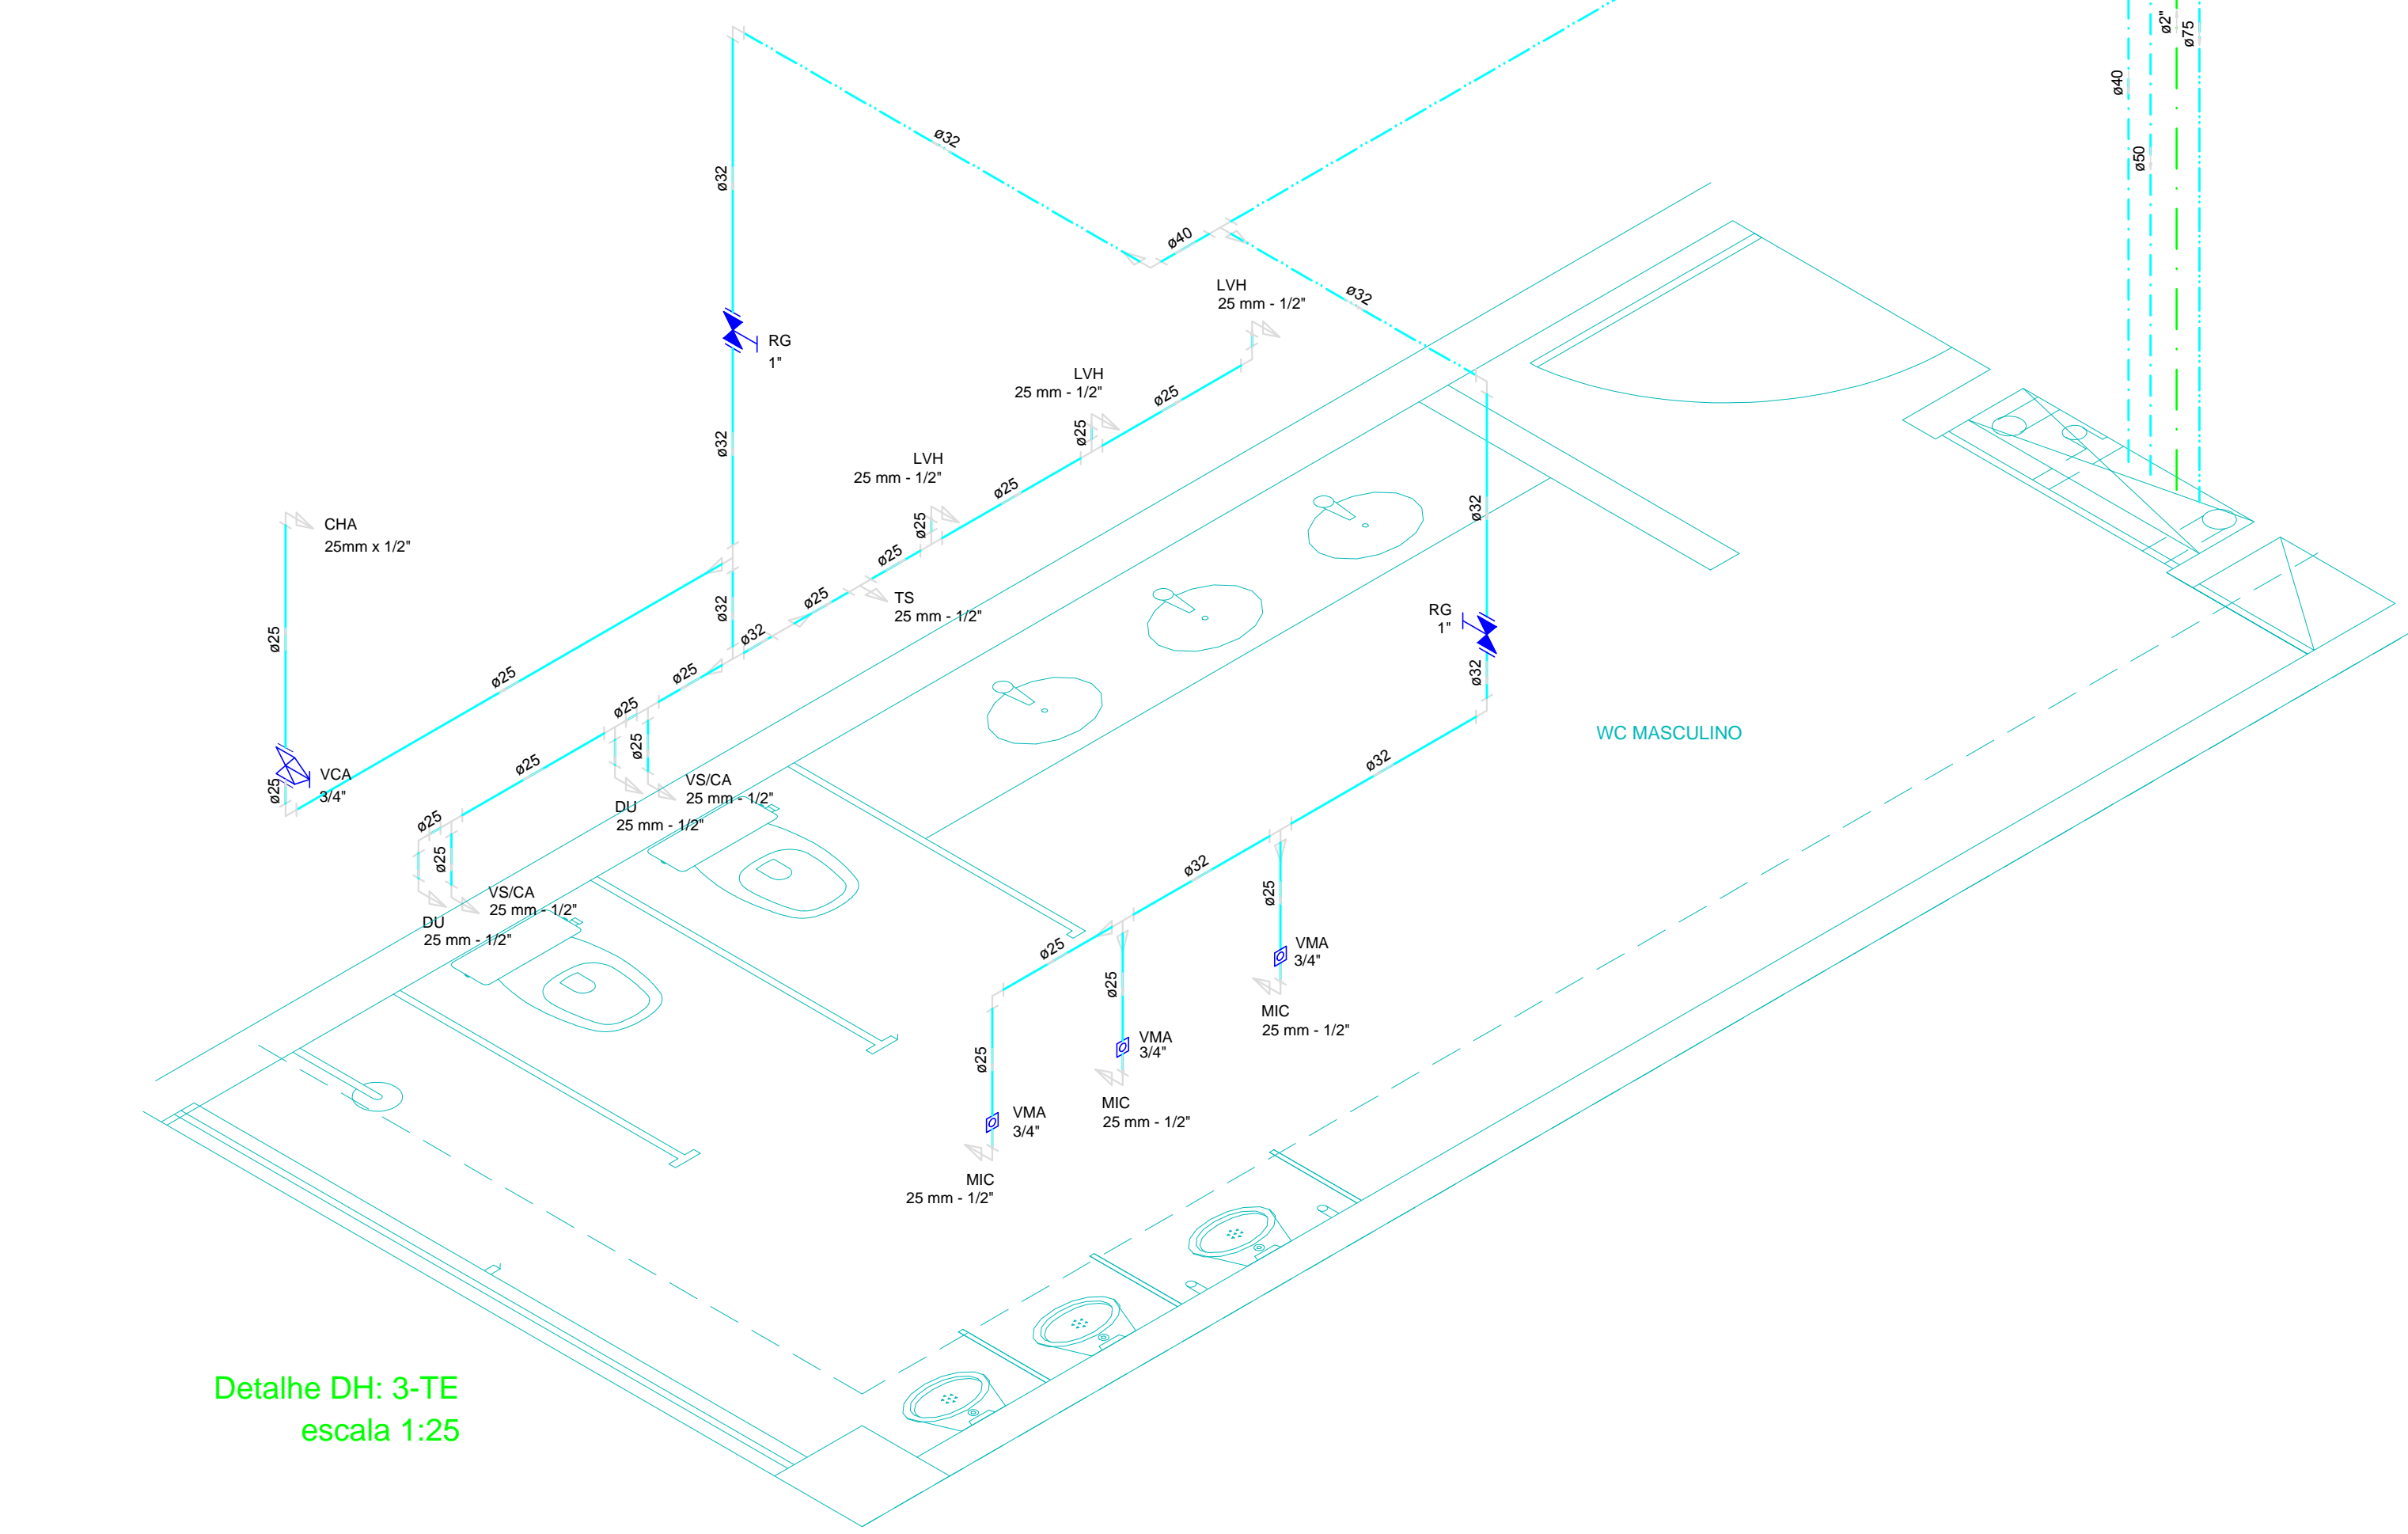 ø2"
ø75
ø40
ø50
ø32
ø32
ø40
ø32
LVH
25 mm - 1/2"
RG
1"
LVH
25 mm - 1/2"
ø25
ø25
ø32
LVH
25 mm - 1/2"
ø25
ø25
ø32
CHA
25mm x 1/2"
ø25
ø25
ø32
TS
25 mm - 1/2"
ø25
ø32
RG
1"
ø25
ø25
ø25
ø32
ø25
ø25
ø25
WC MASCULINO
ø32
VCA
3/4"
ø25
VS/CA
25 mm - 1/2"
DU
25 mm - 1/2"
ø25
ø25
ø32
ø25
VS/CA
25 mm - 1/2"
DU
25 mm - 1/2"
ø25
ø25
VMA
3/4"
MIC
25 mm - 1/2"
ø25
VMA
3/4"
MIC
25 mm - 1/2"
ø25
VMA
3/4"
MIC
25 mm - 1/2"
Detalhe DH: 3-TE
escala 1:25